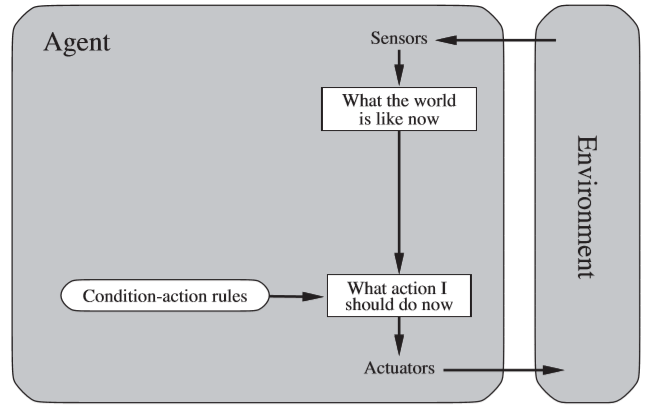 Agent
Sensors
What the world
is like now
Environment
Condition-action rules
What action I
should do now
Actuators